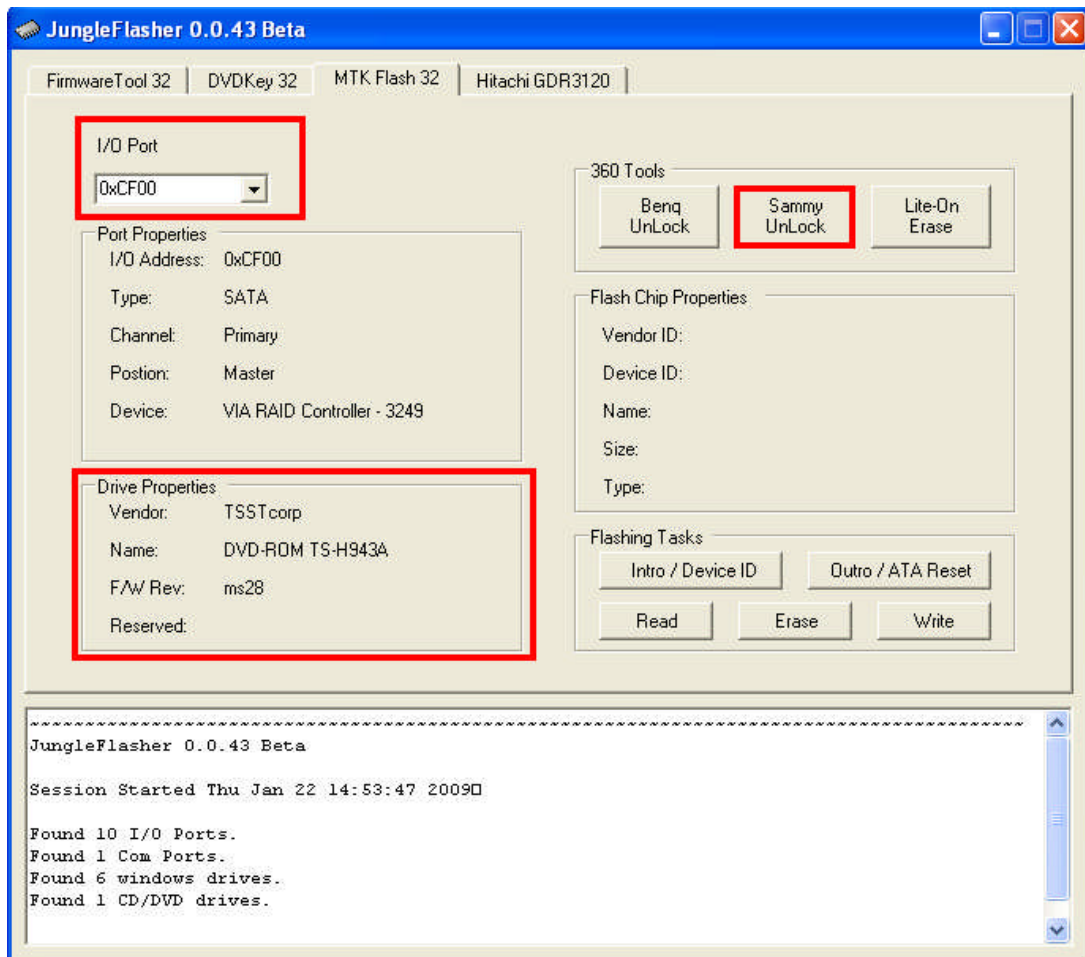 JungleFlasher 0.0.43 Beta
FirmwareTool 32
DVDKey 32
MTK Flash 32
Hitachi GDR3120
I/O Port
0xCF00
Port Properties
I/O Address: 0xCF00
Type: SATA
Channel: Primary
Postion: Master
Device: VIA RAID Controller - 3249
Drive Properties
Vendor: TSSTcorp
Name: DVD-ROM TS-H943A
F/W Rev: ms28
Reserved:
360 Tools
Benq
UnLock
Sammy
UnLock
Lite-On
Erase
Flash Chip Properties
Vendor ID:
Device ID:
Name:
Size:
Type:
Flashing Tasks
Intro / Device ID
Outro / ATA Reset
Read
Erase
Write
~~~~~~~~~~~~~~~~~~~~~~~~~~~~~~~~~~~~~~~~~~~~~~~~~~~~~~~~~~~~~~~~~~~~~~~~~~~~~~~~~~~~~~~~~~
JungleFlasher 0.0.43 Beta
Session Started Thu Jan 22 14:53:47 2009□
Found 10 I/O Ports.
Found 1 Com Ports.
Found 6 windows drives.
Found 1 CD/DVD drives.